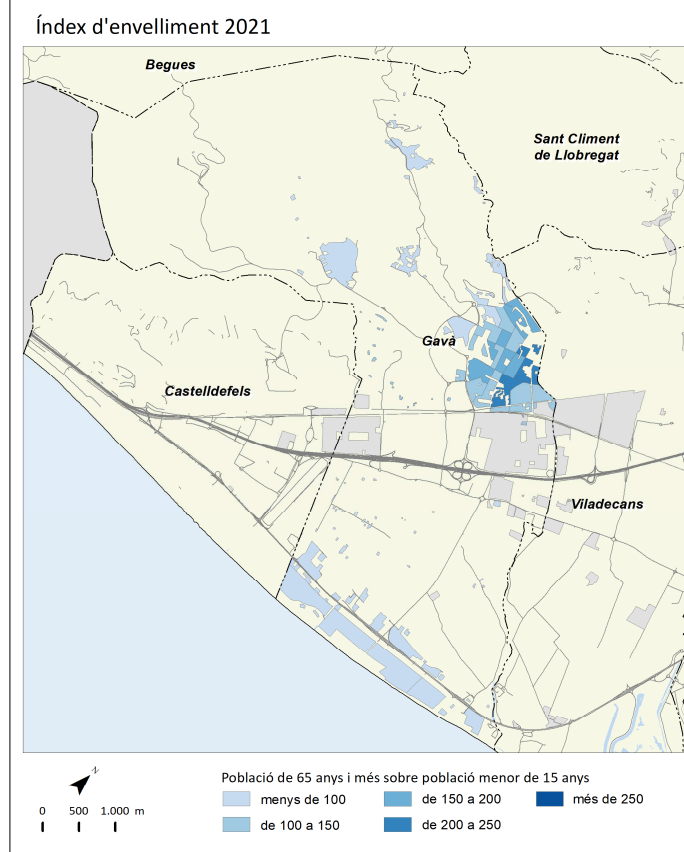 Índex d'envelliment 2021
Begues
Sant Climent
de Llobregat
Gavà
Castelldefels
Viladecans
N
Població de 65 anys i més sobre població menor de 15 anys
0 500 1.000 m
menys de 100
de 150 a 200
més de 250
de 100 a 150
de 200 a 250